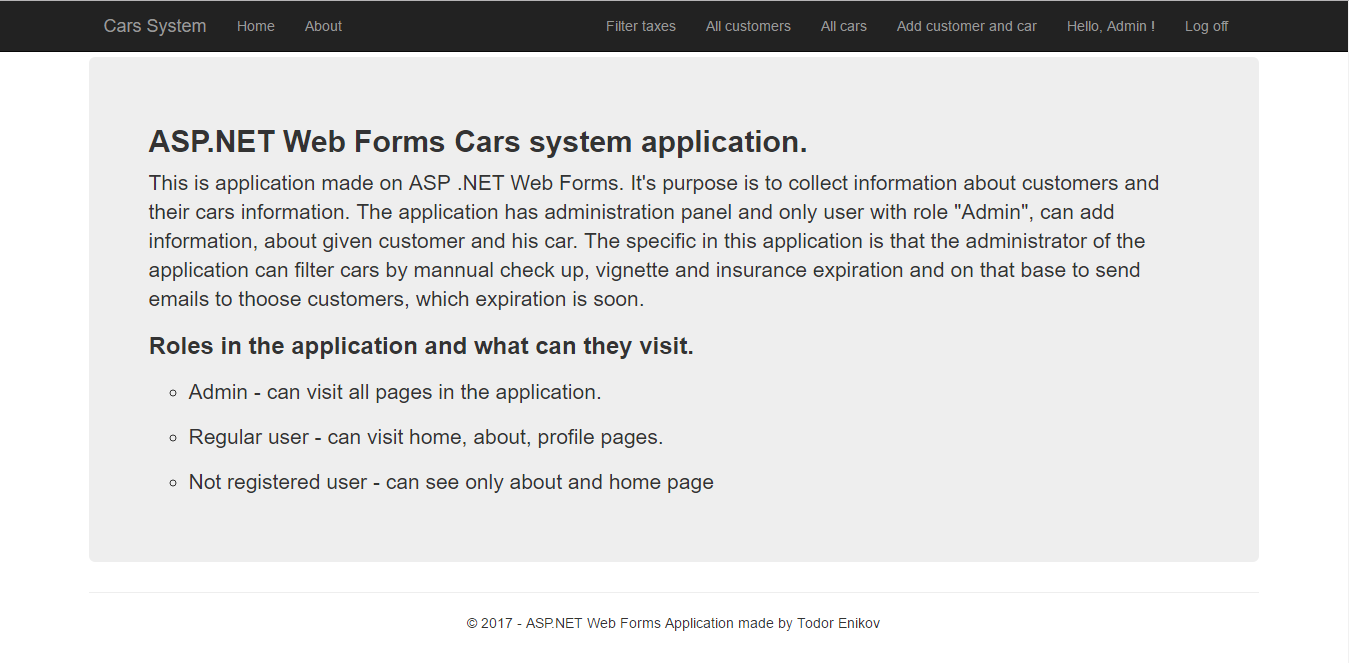 Cars System Home About Filter taxes All customers All cars Add customer and car Hello, Admin ! Log off
ASP.NET Web Forms Cars system application.
This is application made on ASP .NET Web Forms. It's purpose is to collect information about customers and
their cars information. The application has administration panel and only user with role "Admin", can add
information, about given customer and his car. The specific in this application is that the administrator of the
application can filter cars by mannual check up, vignette and insurance expiration and on that base to send
emails to thoose customers, which expiration is soon.
Roles in the application and what can they visit.
Admin - can visit all pages in the application.
Regular user - can visit home, about, profile pages.
Not registered user - can see only about and home page
© 2017 - ASP.NET Web Forms Application made by Todor Enikov